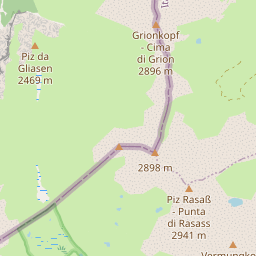 Grionkopf
- Cima
di Grion
2896 m
Piz da
Gliasen
2469 m
2898 m
Piz Rasaß
- Punta
di Rasass
2941 m